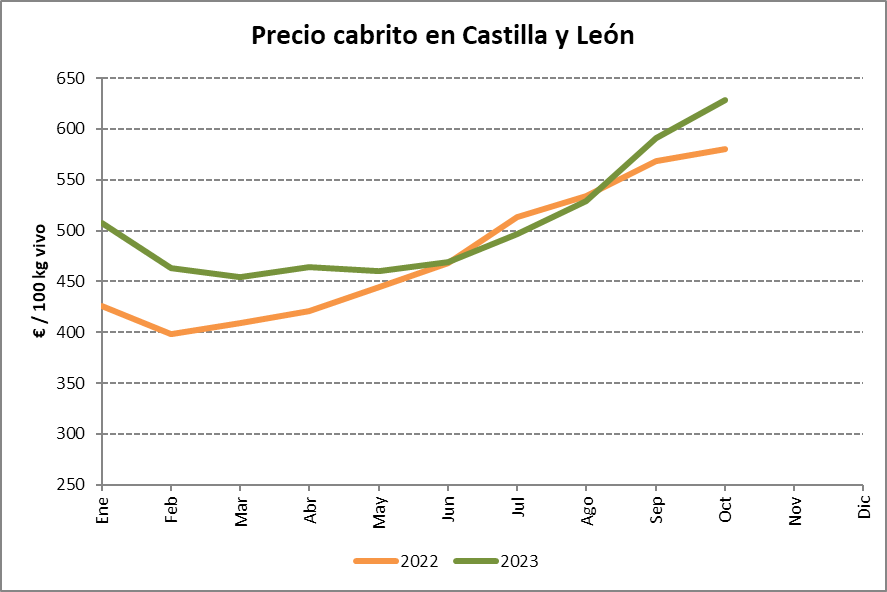 Precio cabrito en Castilla y León
€ / 100 kg vivo
650
600
550
500
450
400
350
300
250
Ene
Feb
Mar
Abr
May
Jun
Jul
Ago
Sep
Oct
Nov
Dic
2022
2023